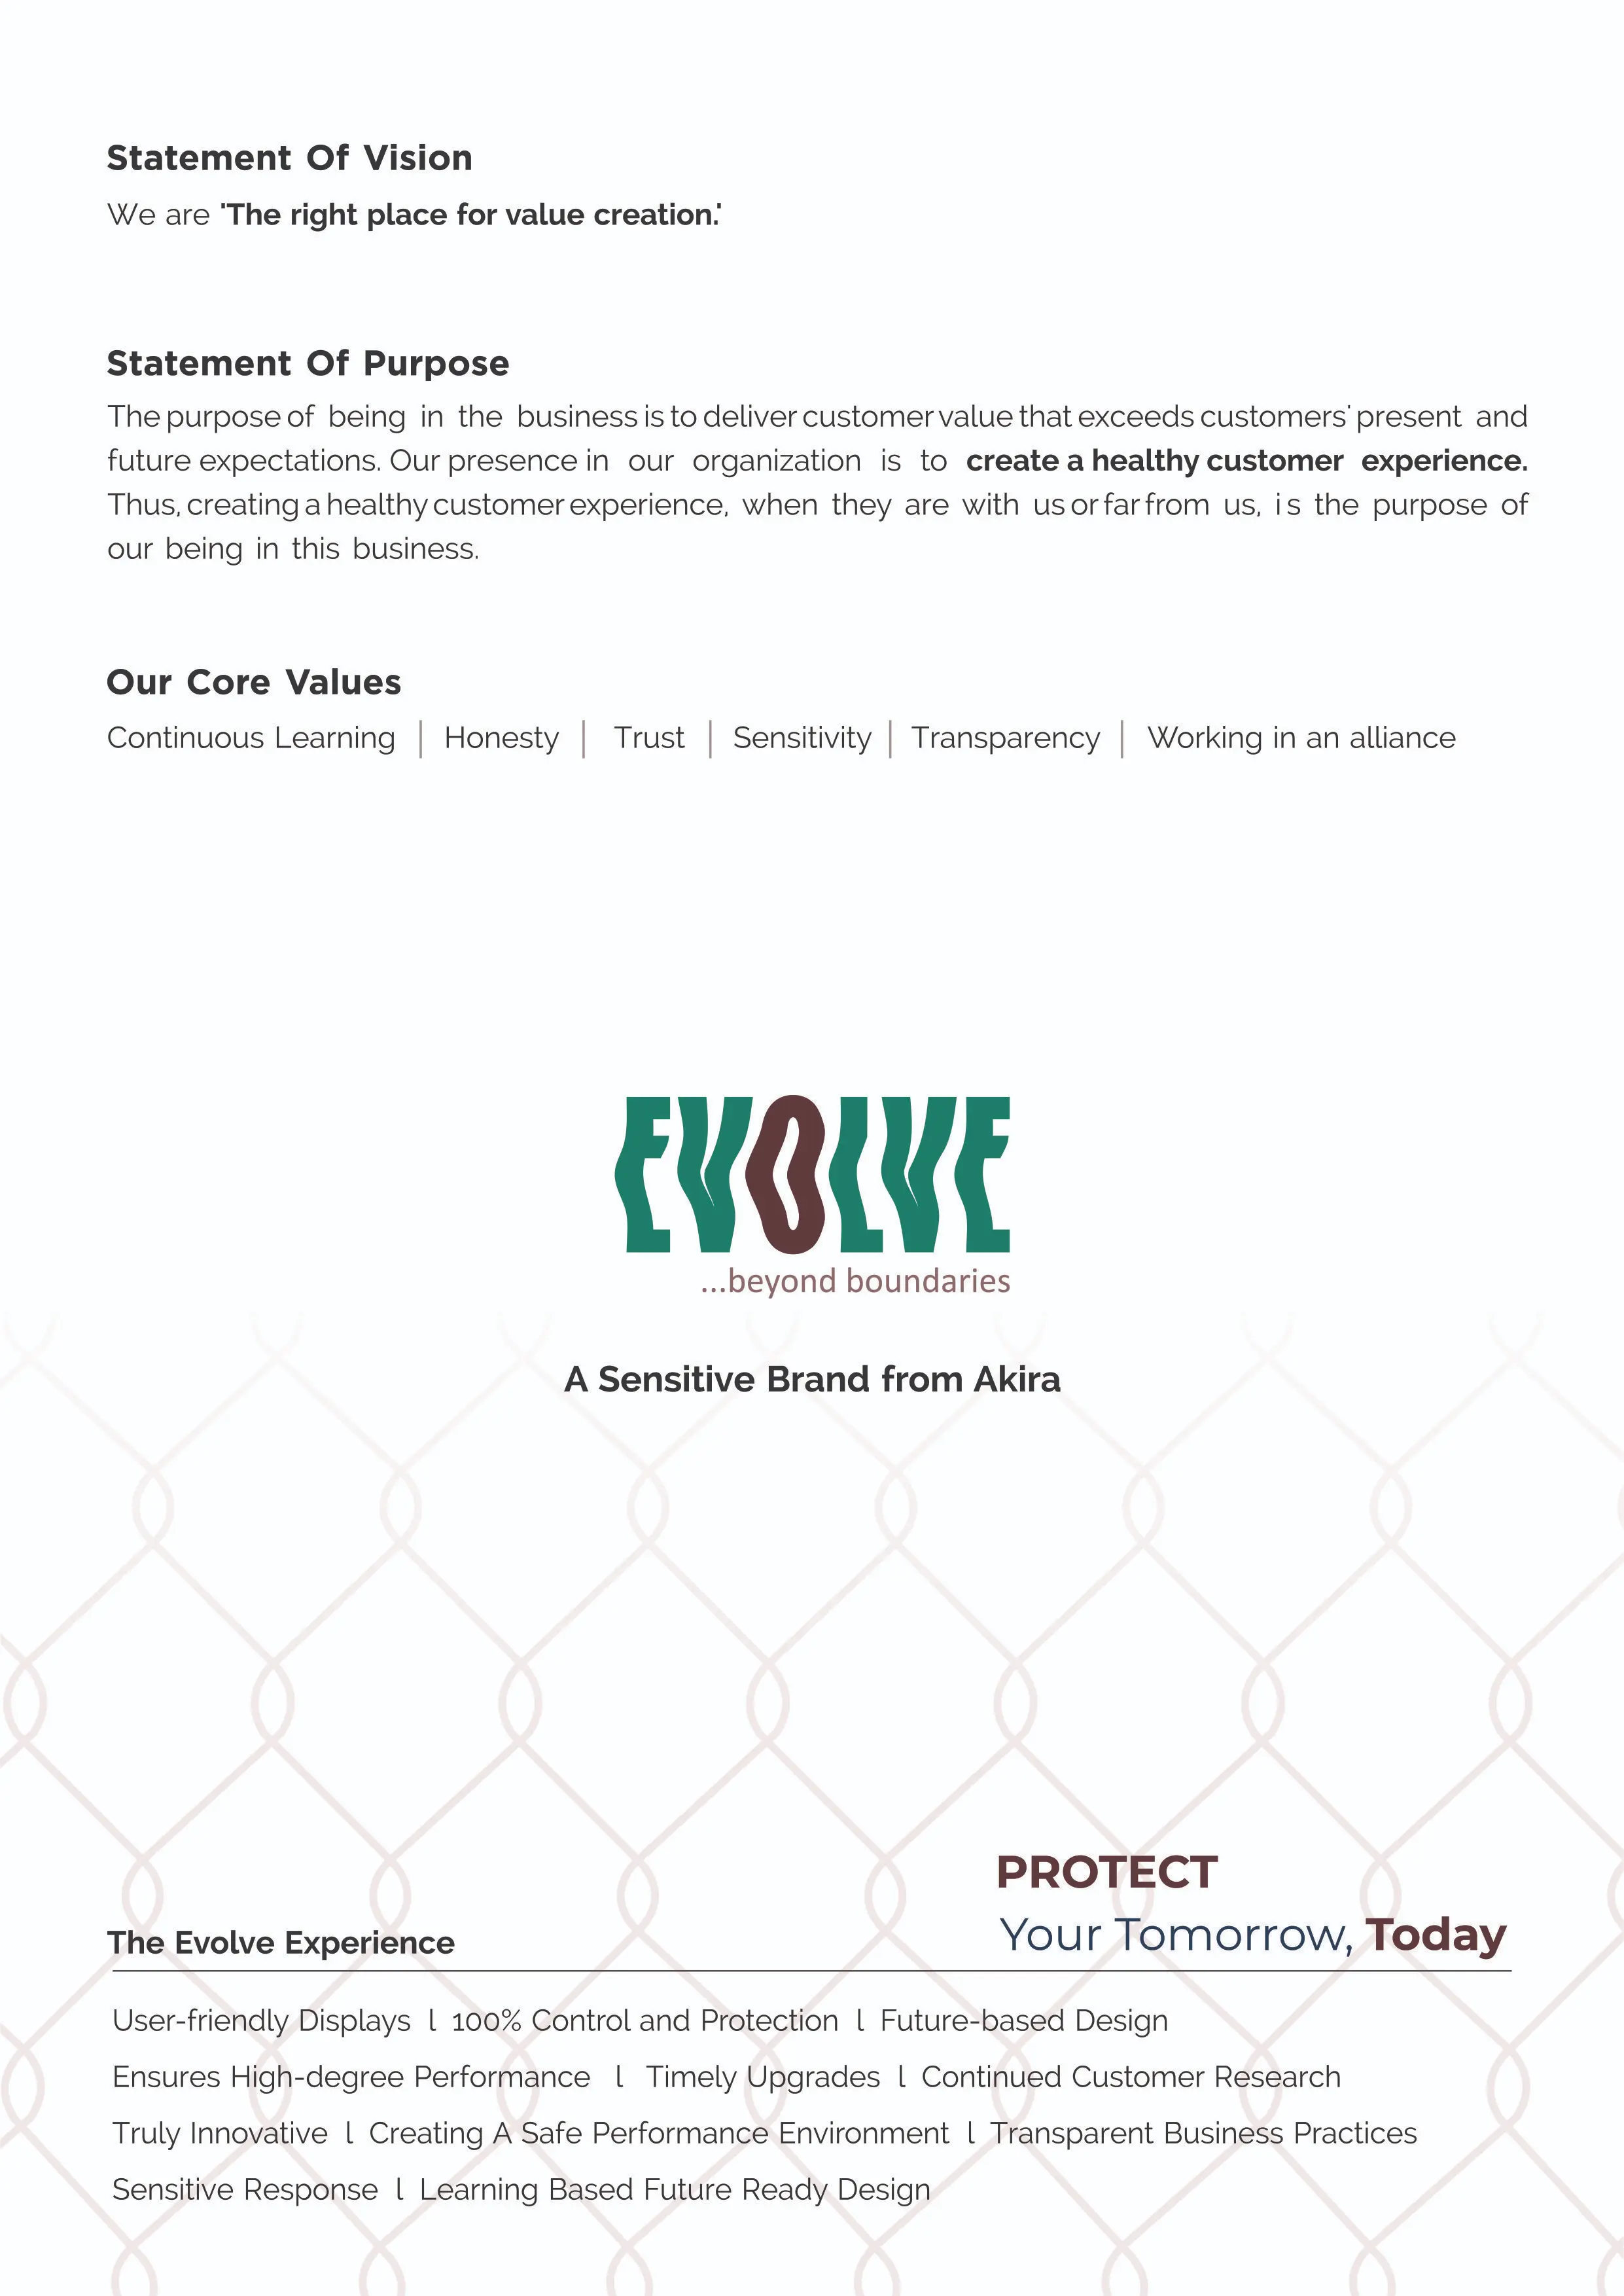 Statement Of Vision
We are 'The right place for value creation.'
Statement Of Purpose
The purpose of being in the business is to deliver customer value that exceeds customers' present and
future expectations. Our presence in our organization is to create a healthy customer experience.
Thus, creating a healthy customer experience, when they are with us or far from us, is the purpose of
our being in this business.
Our Core Values
Continuous Learning | Honesty | Trust | Sensitivity | Transparency | Working in an alliance
EVOLVE
...beyond boundaries
A Sensitive Brand from Akira
PROTECT
Your Tomorrow, Today
The Evolve Experience
User-friendly Displays l 100% Control and Protection l Future-based Design
Ensures High-degree Performance l Timely Upgrades l Continued Customer Research
Truly Innovative l Creating A Safe Performance Environment l Transparent Business Practices
Sensitive Response l Learning Based Future Ready Design